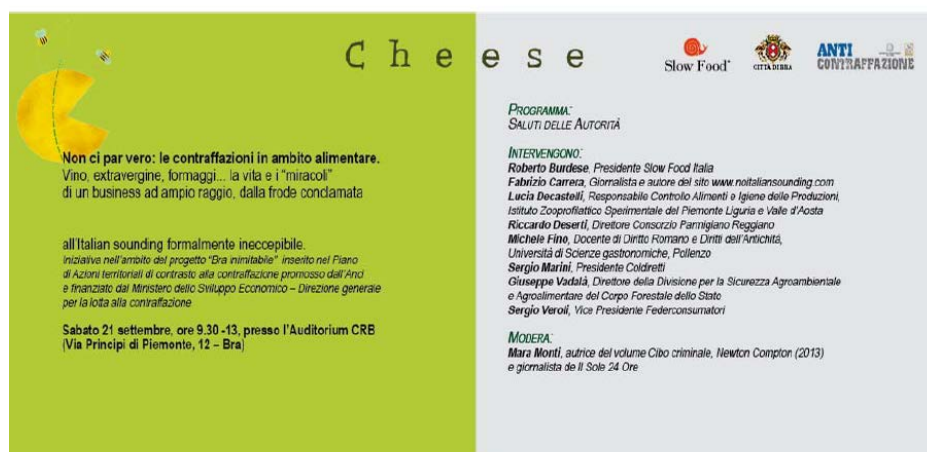 Cheese
Slow Food®
CITTÀ DI BRA
ANTI
CONTRAFFAZIONE
Non ci par vero: le contraffazioni in ambito alimentare.
Vino, extravergine, formaggi... la vita e i "miracoli"
di un business ad ampio raggio, dalla frode conclamata
all'Italian sounding formalmente ineccepibile.
Iniziativa nell'ambito del progetto "Bra inimitabile" inserito nel Piano
di Azioni territoriali di contrasto alla contraffazione promosso dall'Anci
e finanziato dal Ministero dello Sviluppo Economico – Direzione generale
per la lotta alla contraffazione
Sabato 21 settembre, ore 9.30 -13, presso l'Auditorium CRB
(Via Principi di Piemonte, 12 – Bra)
PROGRAMMA:
SALUTI DELLE AUTORITÀ
INTERVENGONO:
Roberto Burdese, Presidente Slow Food Italia
Fabrizio Carrera, Giornalista e autore del sito www.noitaliansounding.com
Lucia Decastelli, Responsabile Controllo Alimenti e Igiene delle Produzioni,
Istituto Zooprofilattico Sperimentale del Piemonte Liguria e Valle d'Aosta
Riccardo Deserti, Direttore Consorzio Parmigiano Reggiano
Michele Fino, Docente di Diritto Romano e Diritti dell'Antichità,
Università di Scienze gastronomiche, Pollenzo
Sergio Marini, Presidente Coldiretti
Giuseppe Vadalà, Direttore della Divisione per la Sicurezza Agroambientale
e Agroalimentare del Corpo Forestale dello Stato
Sergio Veroli, Vice Presidente Federconsumatori
MODERA:
Mara Monti, autrice del volume Cibo criminale, Newton Compton (2013)
e giornalista de Il Sole 24 Ore